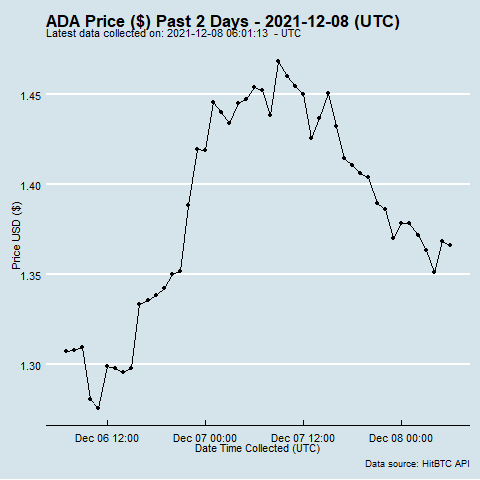 ADA Price ($) Past 2 Days - 2021-12-08 (UTC)
Latest data collected on: 2021-12-08 06:01:13  - UTC
Price USD ($)
1.45
1.40
1.35
1.30
Dec 06 12:00
Dec 07 00:00
Dec 07 12:00
Dec 08 00:00
Date Time Collected (UTC)
Data source: HitBTC API